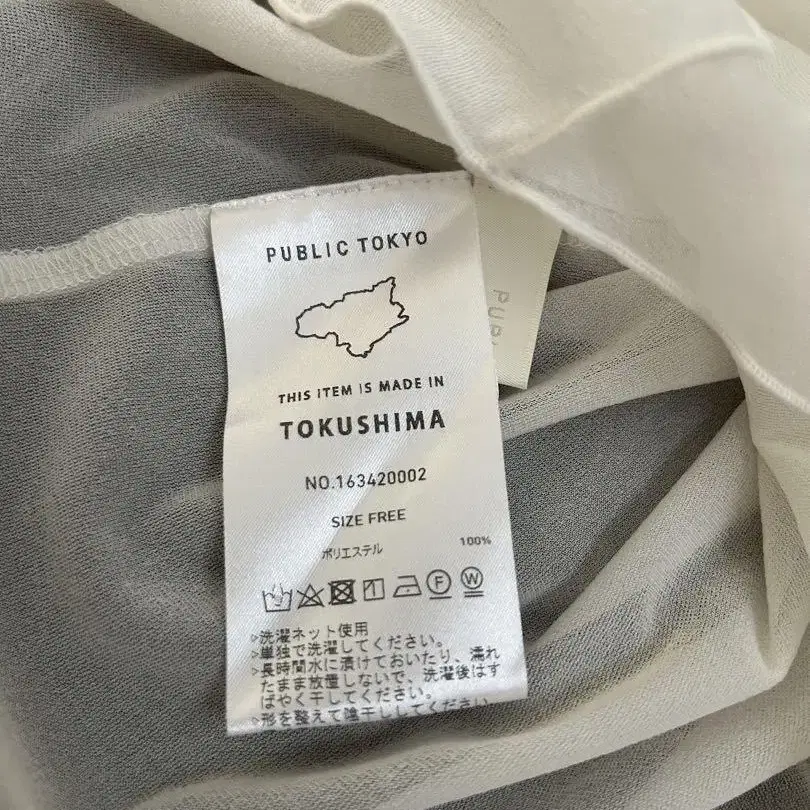 PUBLIC TOKYO
THIS ITEM IS MADE IN
TOKUSHIMA
NO.163420002
SIZE FREE
ポリエステル 100%
F W
▷洗濯ネット使用
▷単独で洗濯してください。
▷長時間水に漬けておいたり、濡れ
たまま放置しないで、洗濯後はす
ばやく干してください。
▷形を整えて陰干ししてください。
PUB